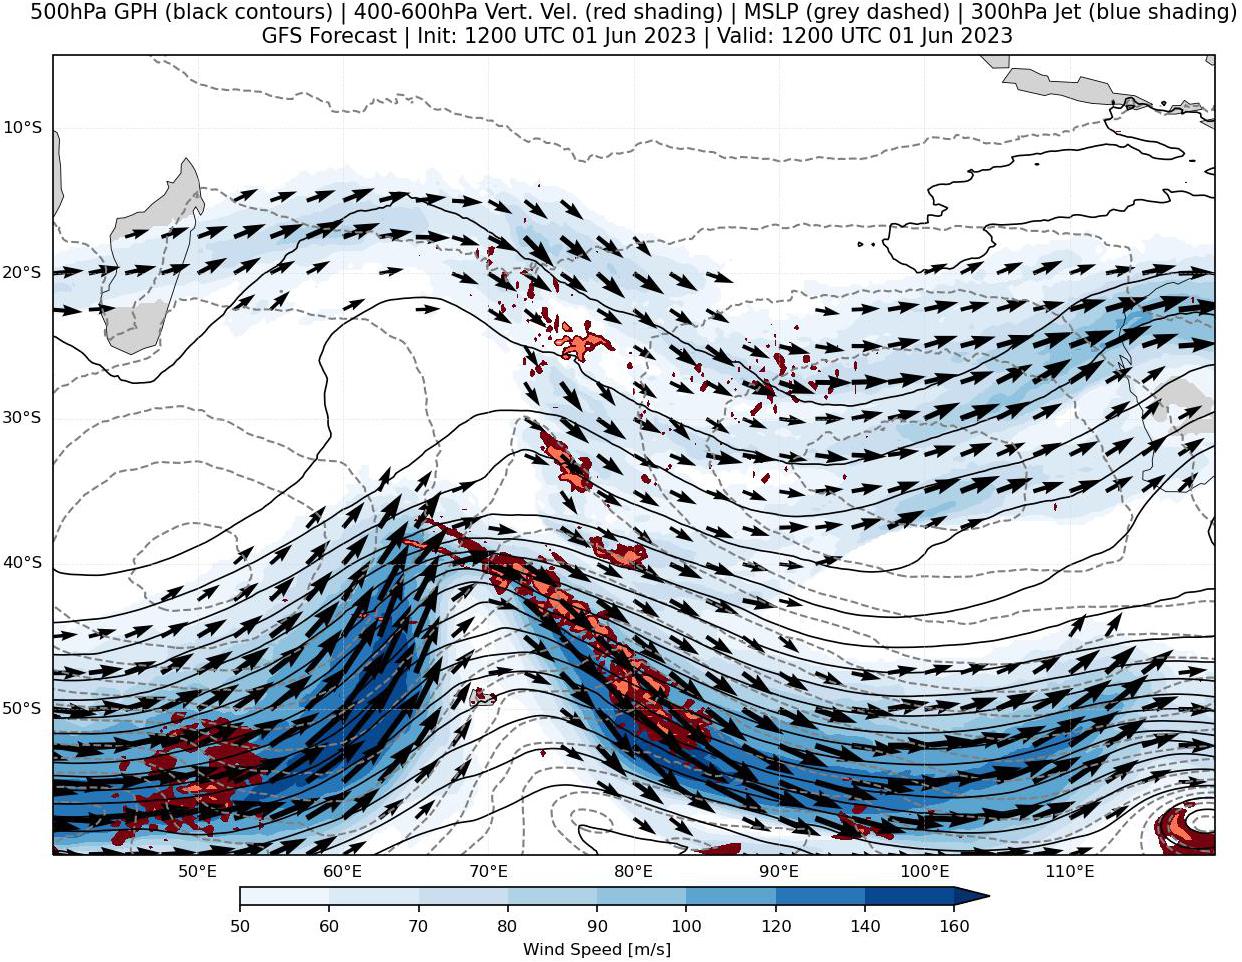 500hPa GPH (black contours) | 400-600hPa Vert. Vel. (red shading) | MSLP (grey dashed) | 300hPa Jet (blue shading)
GFS Forecast | Init: 1200 UTC 01 Jun 2023 | Valid: 1200 UTC 01 Jun 2023
10°S
20°S
30°S
40°S
50°S
50°E 60°E 70°E 80°E 90°E 100°E 110°E
50 60 70 80 90 100 120 140 160
Wind Speed [m/s]